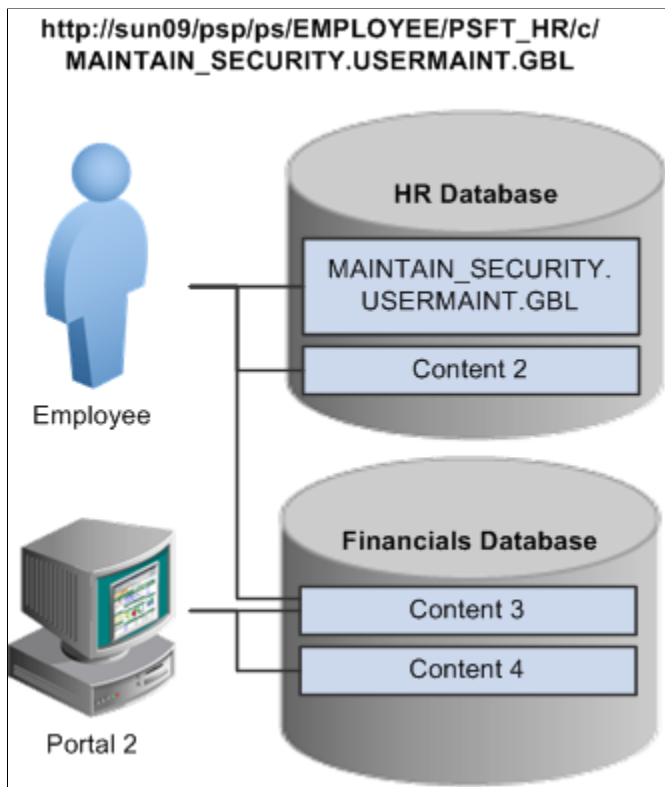 http://sun09/psp/ps/EMPLOYEE/PSFT_HR/c/
MAINTAIN_SECURITY.USERMAINT.GBL
HR Database
MAINTAIN_SECURITY.
USERMAINT.GBL
Content 2
Employee
Financials Database
Content 3
Content 4
Portal 2